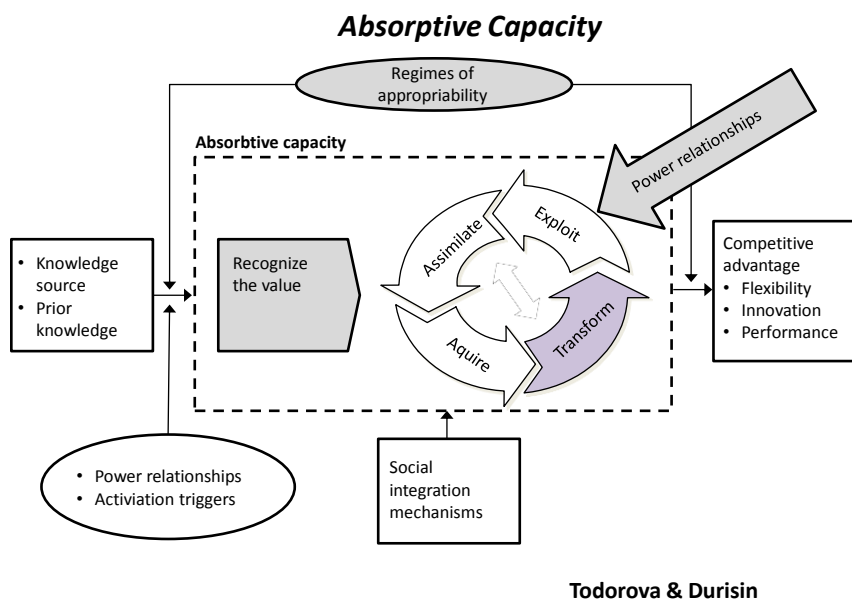 Absorptive Capacity
Regimes of
appropriability
Power relationships
Absorbtive capacity
• Knowledge
source
• Prior
knowledge
Recognize
the value
Assimilate
Exploit
Aquire
Transform
Competitive
advantage
• Flexibility
• Innovation
• Performance
• Power relationships
• Activiation triggers
Social
integration
mechanisms
Todorova & Durisin